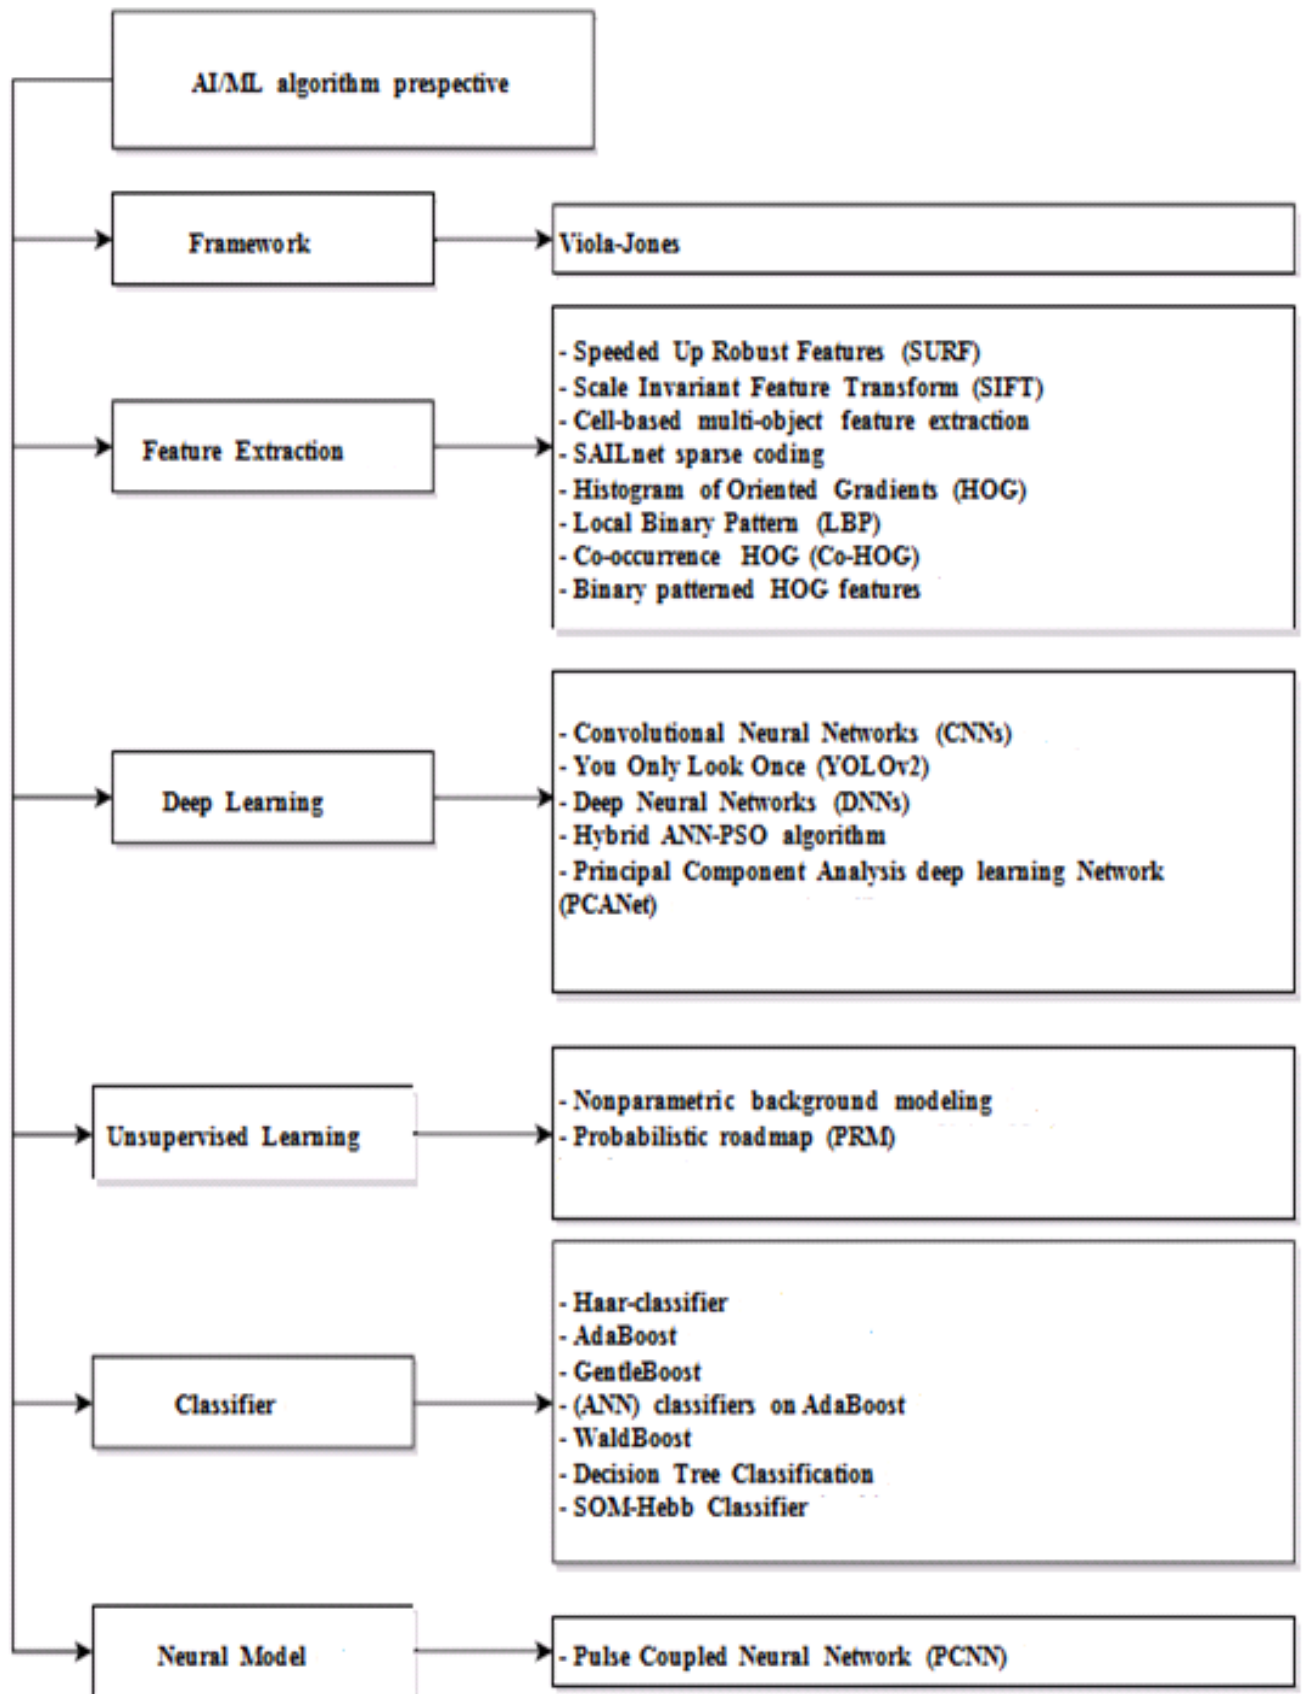 AI/ML algorithm prespective
Framework
Viola-Jones
Feature Extraction
- Speeded Up Robust Features (SURF)
- Scale Invariant Feature Transform (SIFT)
- Cell-based multi-object feature extraction
- SAILnet sparse coding
- Histogram of Oriented Gradients (HOG)
- Local Binary Pattern (LBP)
- Co-occurrence HOG (Co-HOG)
- Binary patterned HOG features
Deep Learning
- Convolutional Neural Networks (CNNs)
- You Only Look Once (YOLOv2)
- Deep Neural Networks (DNNs)
- Hybrid ANN-PSO algorithm
- Principal Component Analysis deep learning Network
(PCANet)
Unsupervised Learning
- Nonparametric background modeling
- Probabilistic roadmap (PRM)
Classifier
- Haar-classifier
- AdaBoost
- GentleBoost
- (ANN) classifiers on AdaBoost
- WaldBoost
- Decision Tree Classification
- SOM-Hebb Classifier
Neural Model
- Pulse Coupled Neural Network (PCNN)